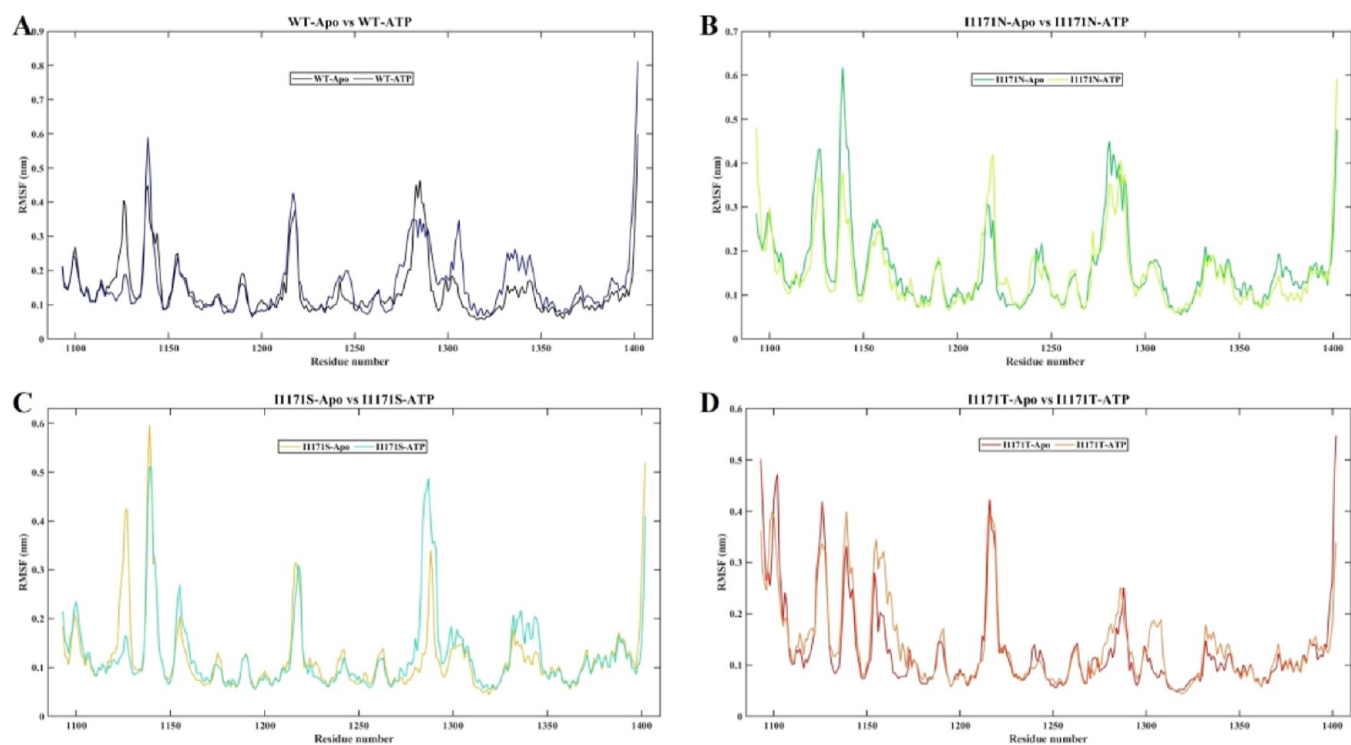 A
WT-Apo vs WT-ATP
0.9
0.8
0.7
0.6
0.5
0.4
0.3
0.2
0.1
0
RMSF (nm)
WT-Apo WT-ATP
1100 1150 1200 1250 1300 1350 1400
Residue number
B
I1171N-Apo vs I1171N-ATP
0.7
0.6
0.5
0.4
0.3
0.2
0.1
0
RMSF (nm)
I1171N-Apo I1171N-ATP
1100 1150 1200 1250 1300 1350 1400
Residue number
C
I1171S-Apo vs I1171S-ATP
0.6
0.5
0.4
0.3
0.2
0.1
0
RMSF (nm)
I1171S-Apo I1171S-ATP
1100 1150 1200 1250 1300 1350 1400
Residue number
D
I1171T-Apo vs I1171T-ATP
0.6
0.5
0.4
0.3
0.2
0.1
0
RMSF (nm)
I1171T-Apo I1171T-ATP
1100 1150 1200 1250 1300 1350 1400
Residue number